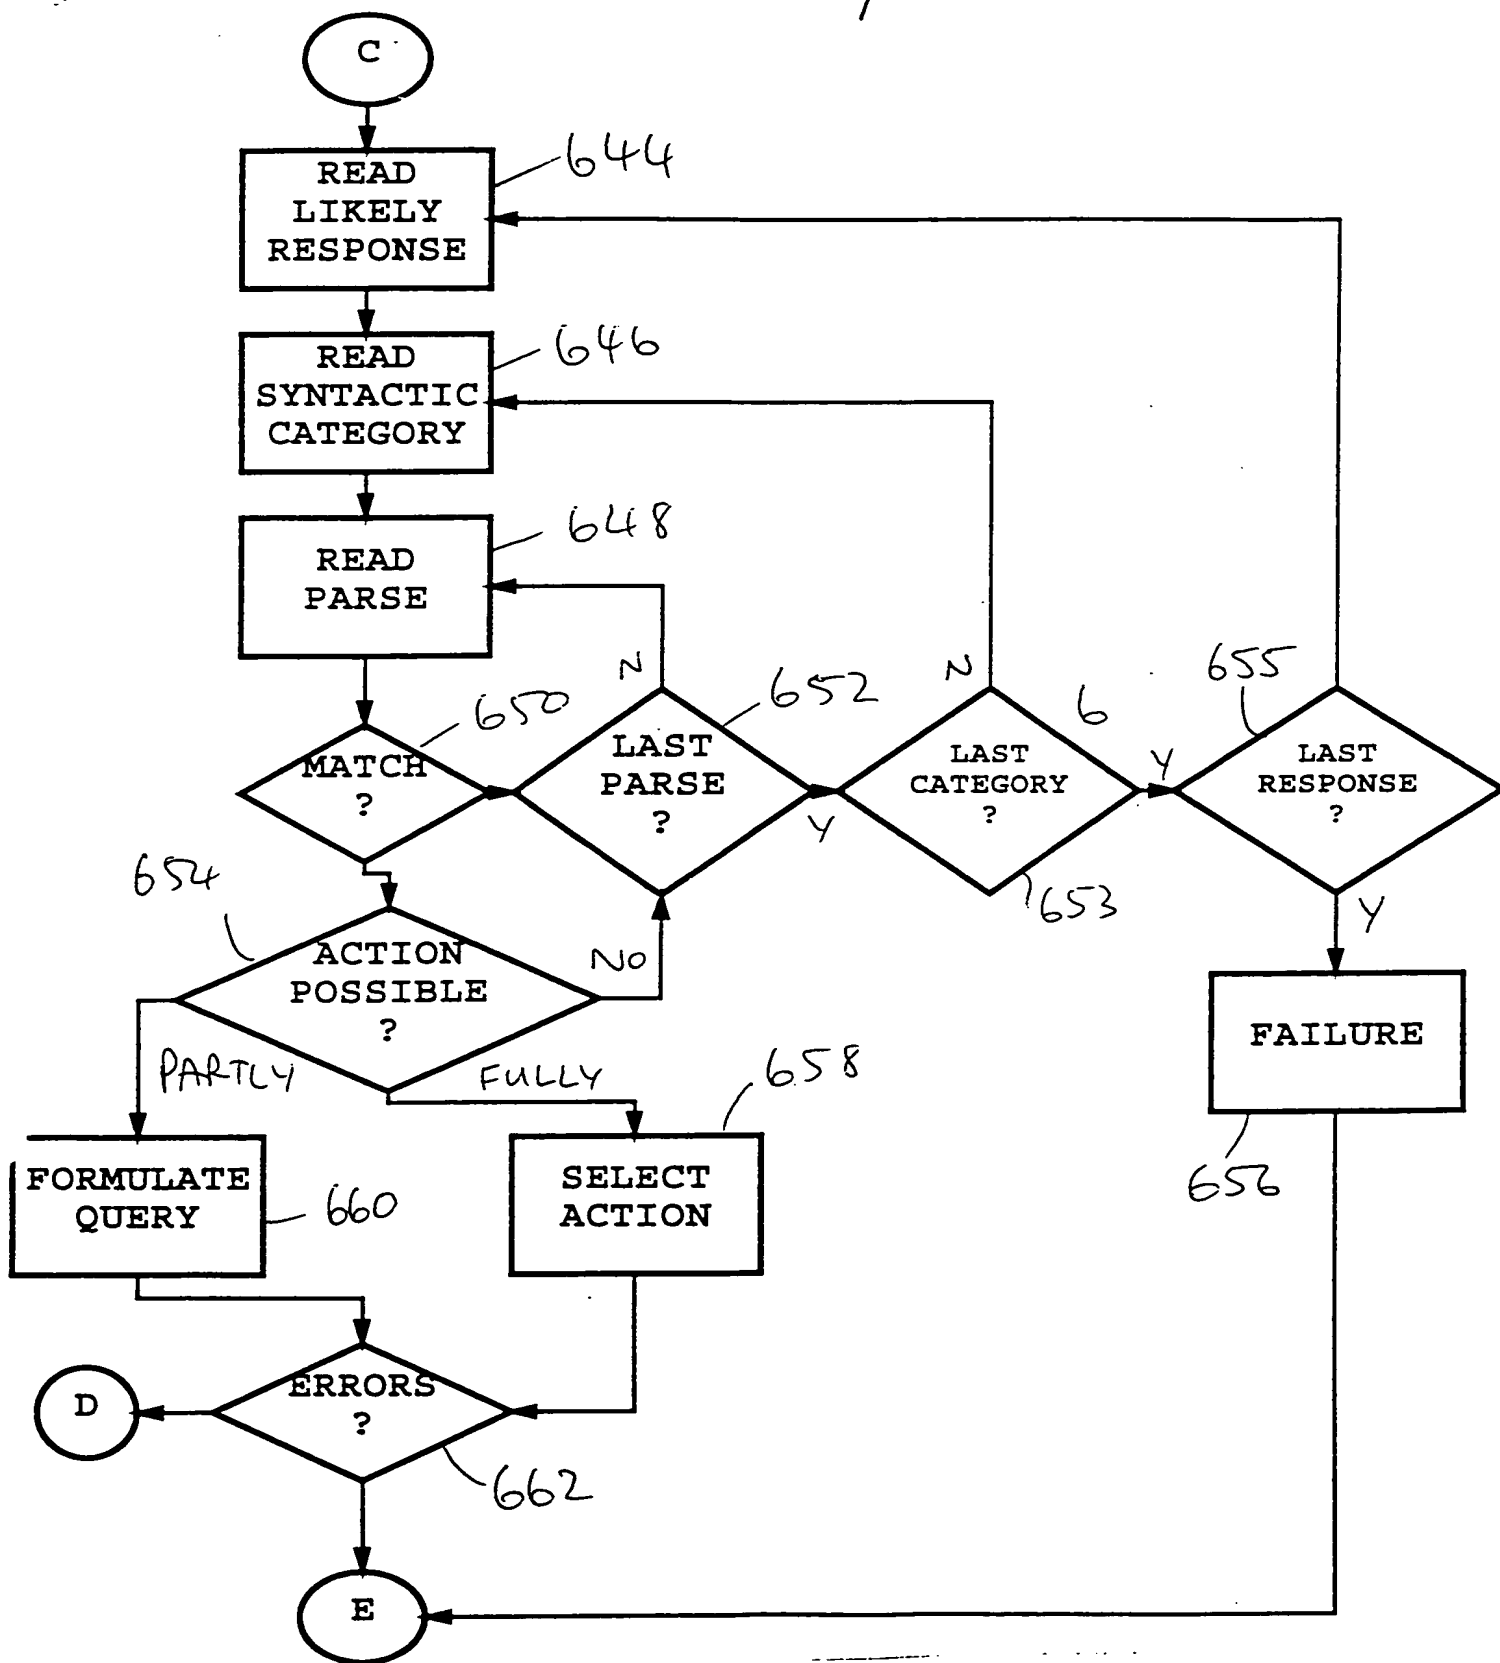 C
READ
LIKELY
RESPONSE
644
READ
SYNTACTIC
CATEGORY
646
READ
PARSE
648
N
N
655
MATCH
?
650
LAST
PARSE
?
652
Y
LAST
CATEGORY
?
6
653
Y
LAST
RESPONSE
?
Y
654
ACTION
POSSIBLE
?
NO
PARTLY
FULLY
658
FAILURE
656
FORMULATE
QUERY
660
SELECT
ACTION
D
ERRORS
?
662
E